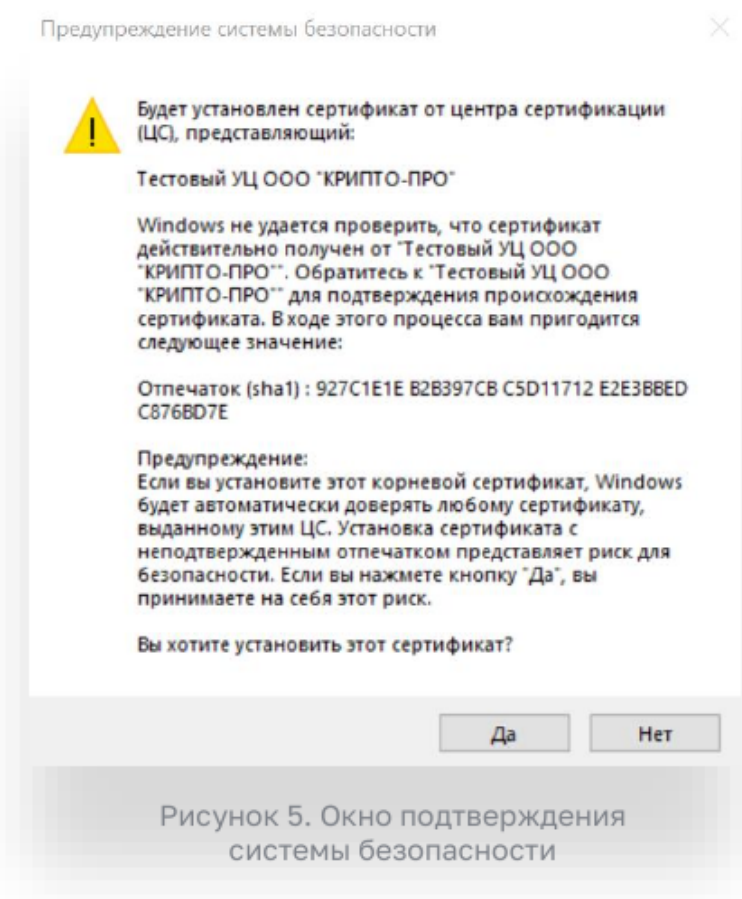 Предупреждение системы безопасности
Будет установлен сертификат от центра сертификации
(ЦС), представляющий:
Тестовый УЦ ООО "КРИПТО-ПРО"
Windows не удается проверить, что сертификат
действительно получен от "Тестовый УЦ ООО
"КРИПТО-ПРО"". Обратитесь к "Тестовый УЦ ООО
"КРИПТО-ПРО"" для подтверждения происхождения
сертификата. В ходе этого процесса вам пригодится
следующее значение:
Отпечаток (sha1) : 927C1E1E B2B397CB C5D11712 E2E3BBED
C876BD7E
Предупреждение:
Если вы установите этот корневой сертификат, Windows
будет автоматически доверять любому сертификату,
выданному этим ЦС. Установка сертификата с
неподтвержденным отпечатком представляет риск для
безопасности. Если вы нажмете кнопку "Да", вы
принимаете на себя этот риск.
Вы хотите установить этот сертификат?
Да
Нет
Рисунок 5. Окно подтверждения
системы безопасности